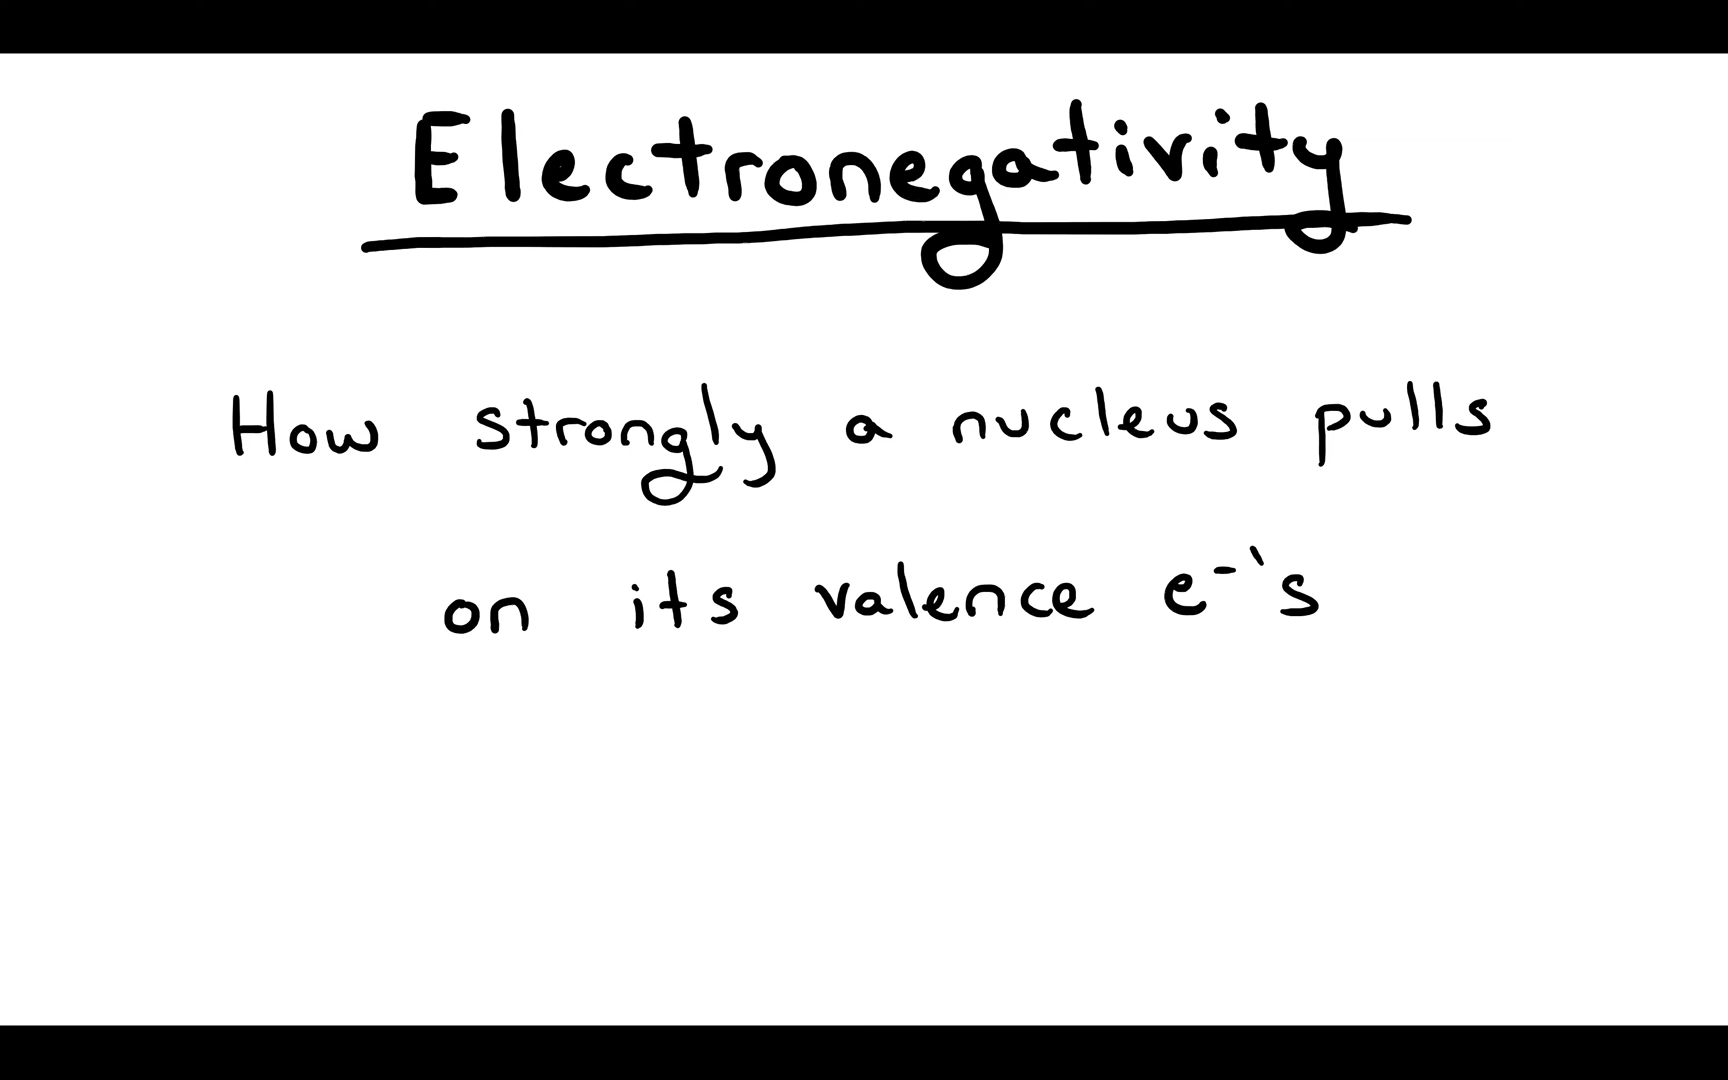 Electronegativity
How strongly a nucleus pulls
on its valence e⁻'s